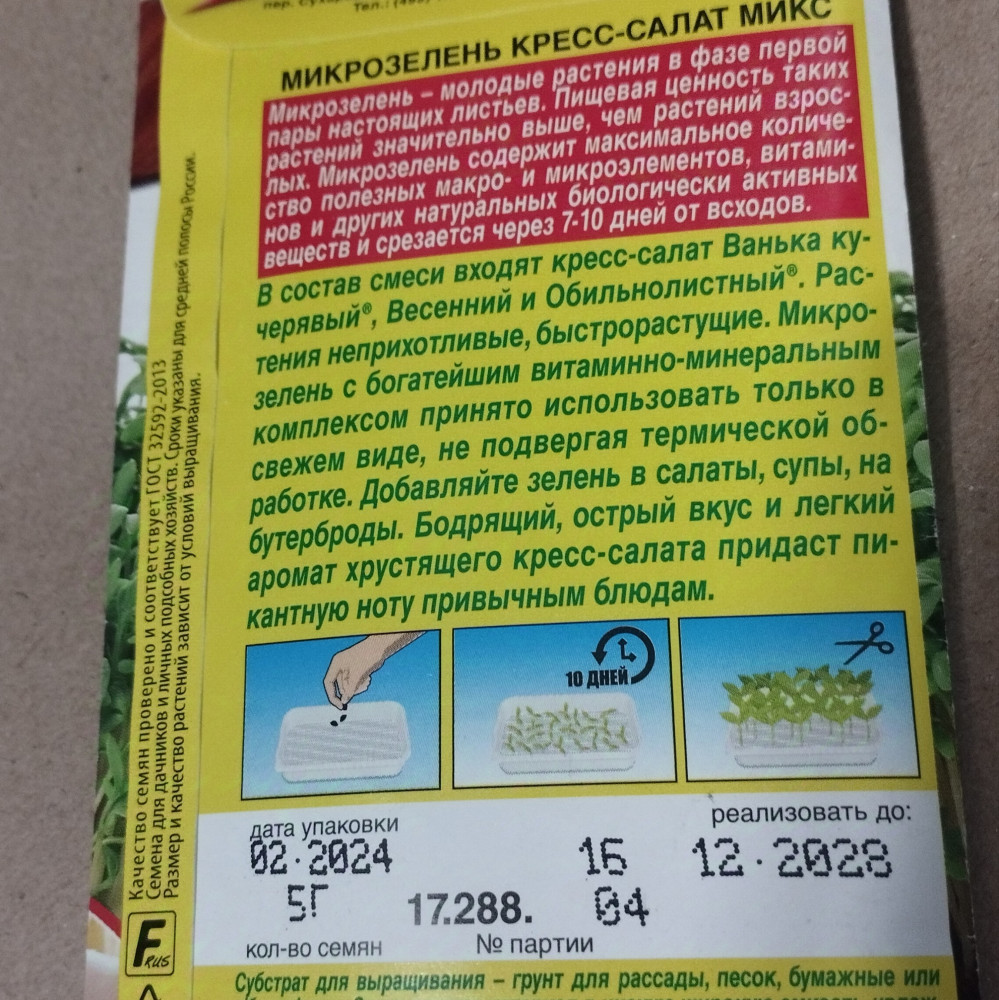 Тел.: (495)
МИКРОЗЕЛЕНЬ КРЕСС-САЛАТ МИКС
Микрозелень – молодые растения в фазе первой
пары настоящих листьев. Пищевая ценность таких
растений значительно выше, чем растений взрос-
лых. Микрозелень содержит максимальное количе-
ство полезных макро- и микроэлементов, витами-
нов и других натуральных биологически активных
веществ и срезается через 7-10 дней от всходов.
В состав смеси входят кресс-салат Ванька ку-
черявый®, Весенний и Обильнолистный®. Рас-
тения неприхотливые, быстрорастущие. Микро-
зелень с богатейшим витаминно-минеральным
комплексом принято использовать только в
свежем виде, не подвергая термической об-
работке. Добавляйте зелень в салаты, супы, на
бутерброды. Бодрящий, острый вкус и легкий
аромат хрустящего кресс-салата придаст пи-
кантную ноту привычным блюдам.
10 ДНЕЙ
дата упаковки
реализовать до:
02.2024 16 12.2028
5Г 17.288. 04
кол-во семян № партии
Субстрат для выращивания – грунт для рассады, песок, бумажные или
Качество семян проверено и соответствует ГОСТ 32592-2013
Семена для дачников и личных подсобных хозяйств. Сроки указаны для средней полосы России.
Размер и качество растений зависит от условий выращивания.
F RUS